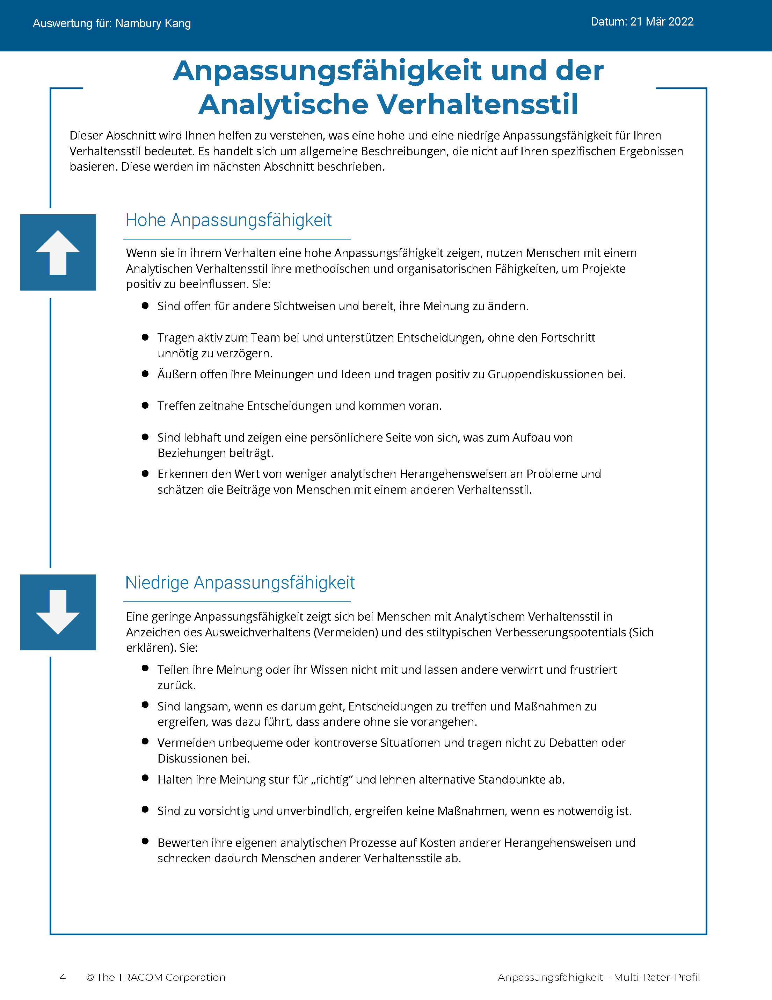 Auswertung für: Nambury Kang
Datum: 21 Mär 2022
Anpassungsfähigkeit und der
Analytische Verhaltensstil
Dieser Abschnitt wird Ihnen helfen zu verstehen, was eine hohe und eine niedrige Anpassungsfähigkeit für Ihren
Verhaltensstil bedeutet. Es handelt sich um allgemeine Beschreibungen, die nicht auf Ihren spezifischen Ergebnissen
basieren. Diese werden im nächsten Abschnitt beschrieben.
Hohe Anpassungsfähigkeit
Wenn sie in ihrem Verhalten eine hohe Anpassungsfähigkeit zeigen, nutzen Menschen mit einem
Analytischen Verhaltensstil ihre methodischen und organisatorischen Fähigkeiten, um Projekte
positiv zu beeinflussen. Sie:
● Sind offen für andere Sichtweisen und bereit, ihre Meinung zu ändern.
● Tragen aktiv zum Team bei und unterstützen Entscheidungen, ohne den Fortschritt
unnötig zu verzögern.
● Äußern offen ihre Meinungen und Ideen und tragen positiv zu Gruppendiskussionen bei.
● Treffen zeitnahe Entscheidungen und kommen voran.
● Sind lebhaft und zeigen eine persönlichere Seite von sich, was zum Aufbau von
Beziehungen beiträgt.
● Erkennen den Wert von weniger analytischen Herangehensweisen an Probleme und
schätzen die Beiträge von Menschen mit einem anderen Verhaltensstil.
Niedrige Anpassungsfähigkeit
Eine geringe Anpassungsfähigkeit zeigt sich bei Menschen mit Analytischem Verhaltensstil in
Anzeichen des Ausweichverhaltens (Vermeiden) und des stiltypischen Verbesserungspotentials (Sich
erklären). Sie:
● Teilen ihre Meinung oder ihr Wissen nicht mit und lassen andere verwirrt und frustriert
zurück.
● Sind langsam, wenn es darum geht, Entscheidungen zu treffen und Maßnahmen zu
ergreifen, was dazu führt, dass andere ohne sie vorangehen.
● Vermeiden unbequeme oder kontroverse Situationen und tragen nicht zu Debatten oder
Diskussionen bei.
● Halten ihre Meinung stur für „richtig“ und lehnen alternative Standpunkte ab.
● Sind zu vorsichtig und unverbindlich, ergreifen keine Maßnahmen, wenn es notwendig ist.
● Bewerten ihre eigenen analytischen Prozesse auf Kosten anderer Herangehensweisen und
schrecken dadurch Menschen anderer Verhaltensstile ab.
4 © The TRACOM Corporation
Anpassungsfähigkeit – Multi-Rater-Profil